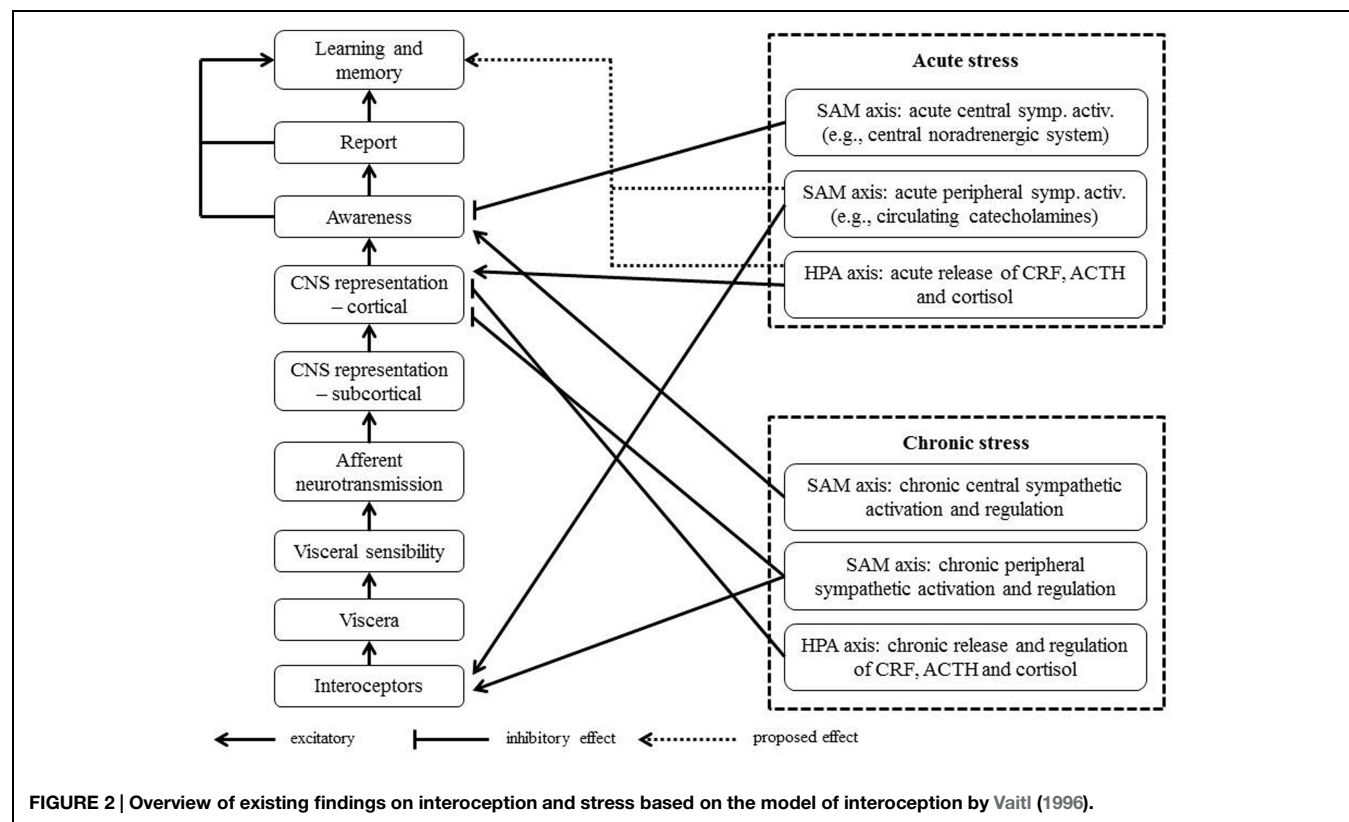 Learning and
memory
Report
Awareness
CNS representation
– cortical
CNS representation
– subcortical
Afferent
neurotransmission
Visceral sensibility
Viscera
Interoceptors
Acute stress
SAM axis: acute central symp. activ.
(e.g., central noradrenergic system)
SAM axis: acute peripheral symp. activ.
(e.g., circulating catecholamines)
HPA axis: acute release of CRF, ACTH
and cortisol
Chronic stress
SAM axis: chronic central sympathetic
activation and regulation
SAM axis: chronic peripheral
sympathetic activation and regulation
HPA axis: chronic release and regulation
of CRF, ACTH and cortisol
excitatory
inhibitory effect
proposed effect
FIGURE 2 | Overview of existing findings on interoception and stress based on the model of interoception by Vaitl (1996).